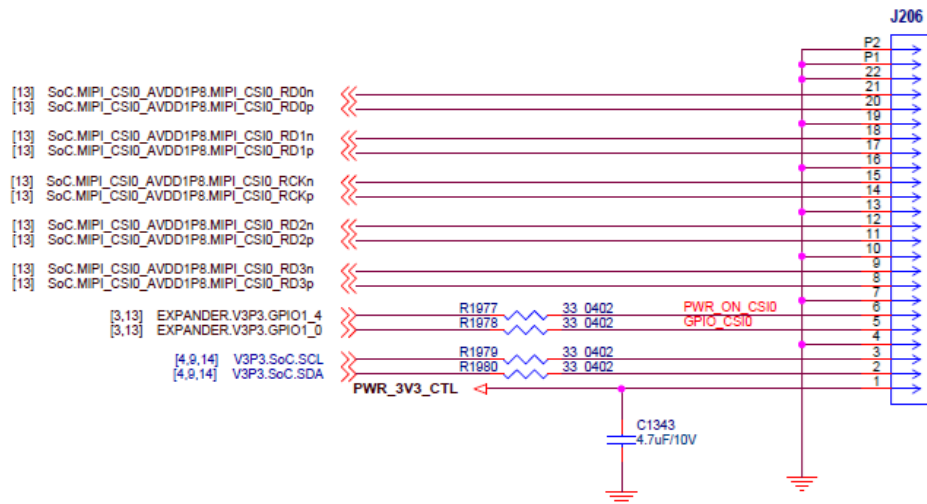 J206
P2
P1
22
[13] SoC.MIPI_CSI0_AVDD1P8.MIPI_CSI0_RD0n 21
[13] SoC.MIPI_CSI0_AVDD1P8.MIPI_CSI0_RD0p 20
19
[13] SoC.MIPI_CSI0_AVDD1P8.MIPI_CSI0_RD1n 18
[13] SoC.MIPI_CSI0_AVDD1P8.MIPI_CSI0_RD1p 17
16
[13] SoC.MIPI_CSI0_AVDD1P8.MIPI_CSI0_RCKn 15
[13] SoC.MIPI_CSI0_AVDD1P8.MIPI_CSI0_RCKp 14
13
[13] SoC.MIPI_CSI0_AVDD1P8.MIPI_CSI0_RD2n 12
[13] SoC.MIPI_CSI0_AVDD1P8.MIPI_CSI0_RD2p 11
10
[13] SoC.MIPI_CSI0_AVDD1P8.MIPI_CSI0_RD3n 9
[13] SoC.MIPI_CSI0_AVDD1P8.MIPI_CSI0_RD3p 8
7
[3,13] EXPANDER.V3P3.GPIO1_4 R1977 33 0402 PWR_ON_CSI0 6
[3,13] EXPANDER.V3P3.GPIO1_0 R1978 33 0402 GPIO_CSI0 5
4
[4,9,14] V3P3.SoC.SCL R1979 33 0402 3
[4,9,14] V3P3.SoC.SDA R1980 33 0402 2
PWR_3V3_CTL 1
C1343
4.7uF/10V